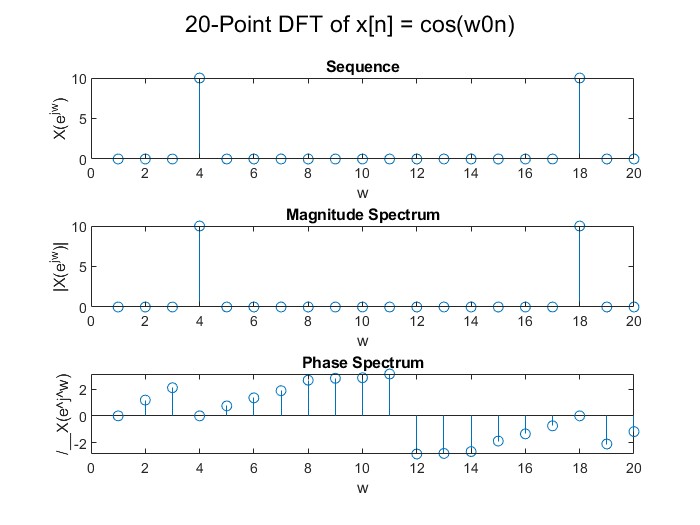 20-Point DFT of x[n] = cos(w0n)
Sequence
X(e^jw)
10
5
0
0 2 4 6 8 10 12 14 16 18 20
w
Magnitude Spectrum
|X(e^jw)|
10
5
0
0 2 4 6 8 10 12 14 16 18 20
w
Phase Spectrum
/__X(e^j^w)
2
0
-2
0 2 4 6 8 10 12 14 16 18 20
w